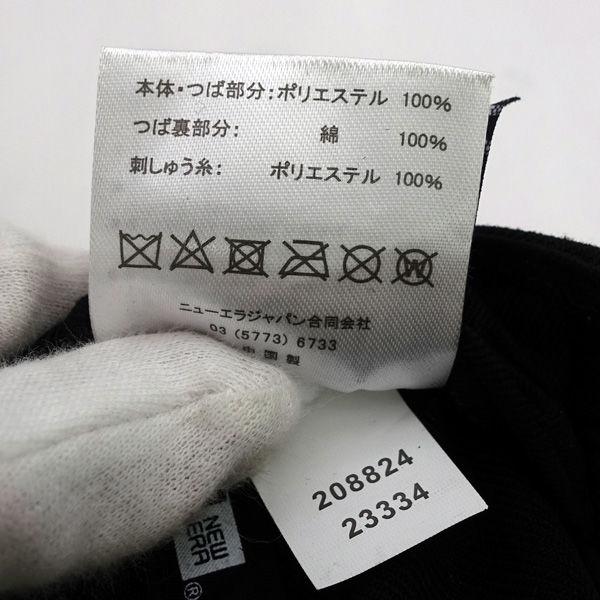 本体・つば部分:ポリエステル 100%
つば裏部分: 綿 100%
刺しゅう糸: ポリエステル 100%
W
ニューエラジャパン合同会社
03 (5773) 6733
中国製
208824
23334
NEW
ERA
®